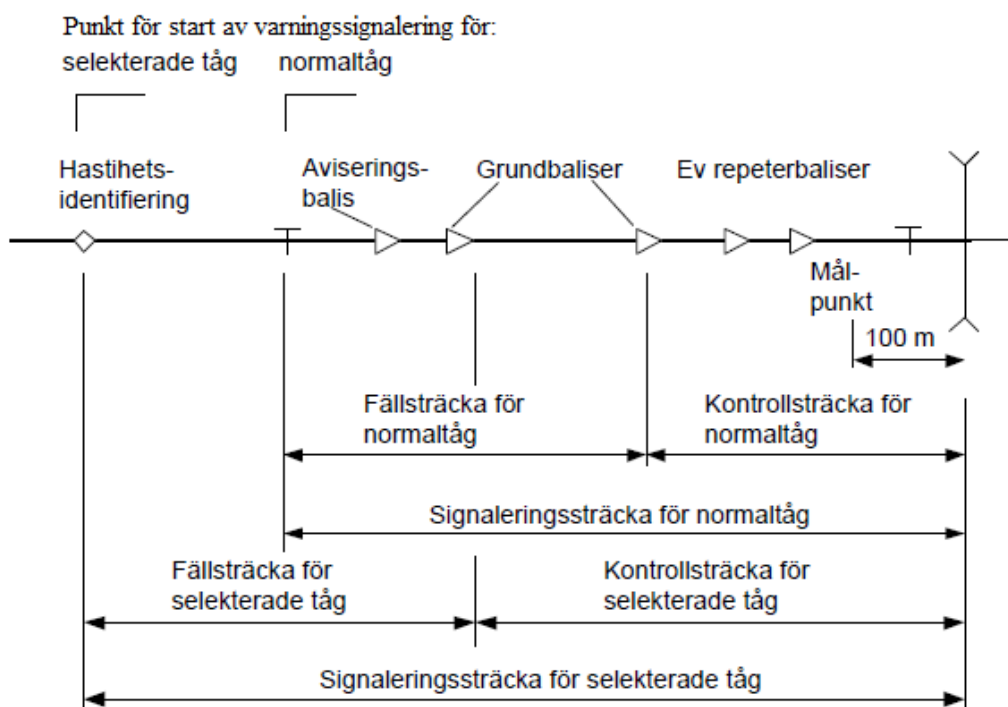 Punkt för start av varningssignalering för:
selekterade tåg normaltåg
Hastihets-
identifiering
Aviserings-
balis
Grundbaliser
Ev repeterbaliser
Mål-
punkt
100 m
Fällsträcka för
normaltåg
Kontrollsträcka för
normaltåg
Signaleringssträcka för normaltåg
Fällsträcka för
selekterade tåg
Kontrollsträcka för
selekterade tåg
Signaleringssträcka för selekterade tåg